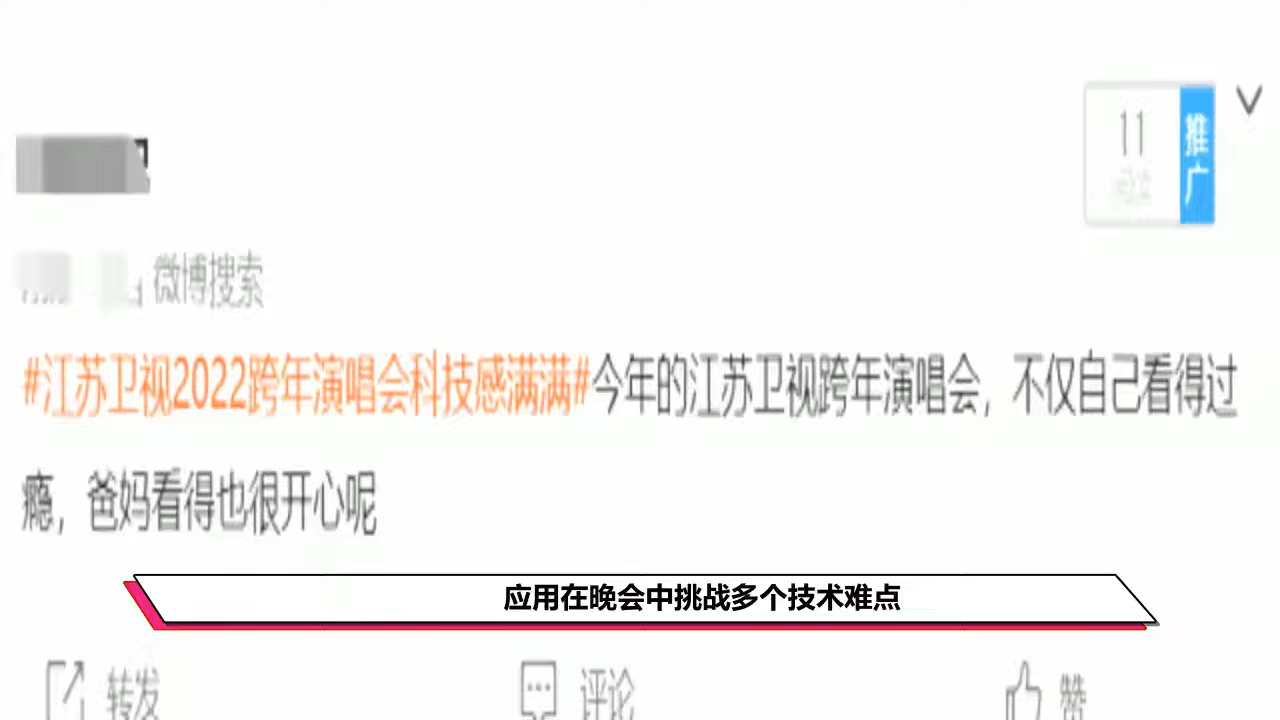 11
推广
微博搜索
#江苏卫视2022跨年演唱会科技感满满#今年的江苏卫视跨年演唱会，不仅自己看得过
瘾，爸妈看得也很开心呢
应用在晚会中挑战多个技术难点
转发
评论
赞